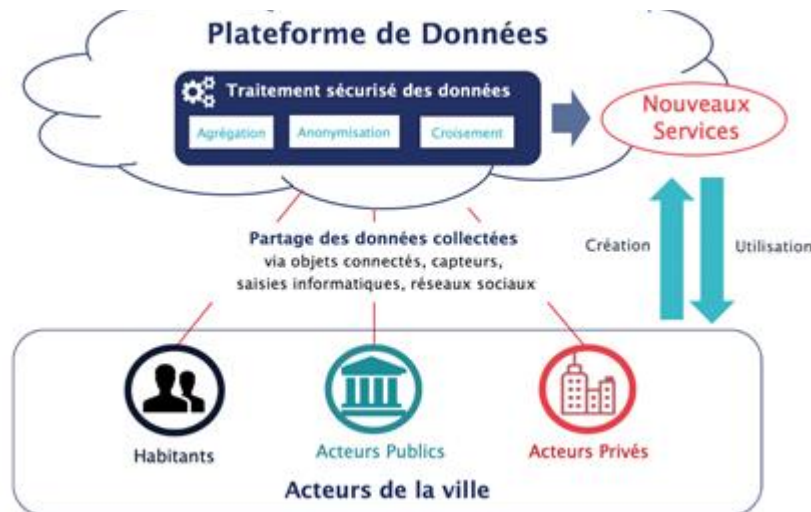 Plateforme de Données
Traitement sécurisé des données
Agrégation
Anonymisation
Croisement
Nouveaux
Services
Partage des données collectées
via objets connectés, capteurs,
saisies informatiques, réseaux sociaux
Création
Utilisation
Habitants
Acteurs Publics
Acteurs Privés
Acteurs de la ville